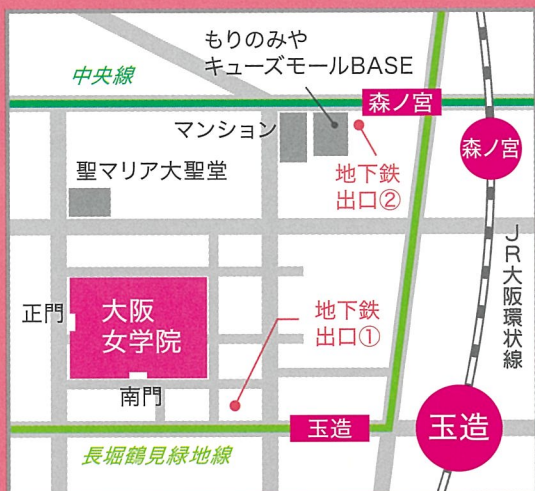 もりのみや
キューズモールBASE
中央線
森ノ宮
マンション
森ノ宮
地下鉄
出口②
聖マリア大聖堂
JR大阪環状線
正門
大阪
女学院
地下鉄
出口①
南門
玉造
玉造
長堀鶴見緑地線